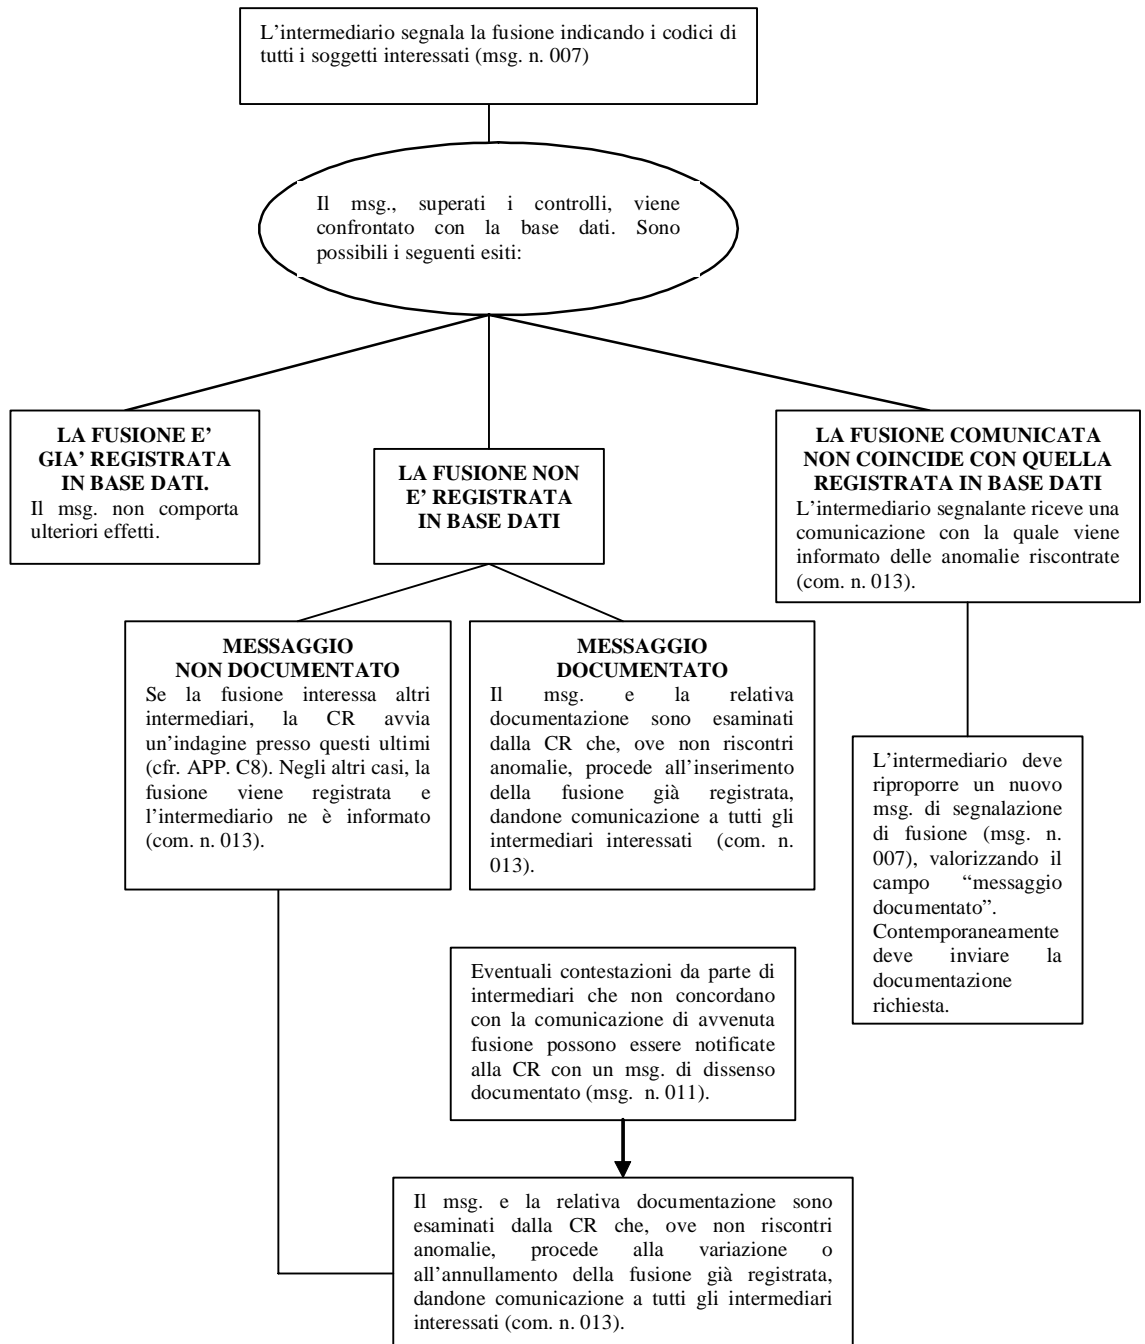 L'intermediario segnala la fusione indicando i codici di
tutti i soggetti interessati (msg. n. 007)
Il msg., superati i controlli, viene
confrontato con la base dati. Sono
possibili i seguenti esiti:
LA FUSIONE E'
GIA' REGISTRATA
IN BASE DATI.
Il msg. non comporta
ulteriori effetti.
LA FUSIONE NON
E' REGISTRATA
IN BASE DATI
LA FUSIONE COMUNICATA
NON COINCIDE CON QUELLA
REGISTRATA IN BASE DATI
L'intermediario segnalante riceve una
comunicazione con la quale viene
informato delle anomalie riscontrate
(com. n. 013).
MESSAGGIO
NON DOCUMENTATO
Se la fusione interessa altri
intermediari, la CR avvia
un'indagine presso questi ultimi
(cfr. APP. C8). Negli altri casi, la
fusione viene registrata e
l'intermediario ne è informato
(com. n. 013).
MESSAGGIO
DOCUMENTATO
Il msg. e la relativa
documentazione sono esaminati
dalla CR che, ove non riscontri
anomalie, procede all'inserimento
della fusione già registrata,
dandone comunicazione a tutti gli
intermediari interessati (com. n.
013).
L'intermediario deve
riproporre un nuovo
msg. di segnalazione
di fusione (msg. n.
007), valorizzando il
campo "messaggio
documentato".
Contemporaneamente
deve inviare la
documentazione
richiesta.
Eventuali contestazioni da parte di
intermediari che non concordano
con la comunicazione di avvenuta
fusione possono essere notificate
alla CR con un msg. di dissenso
documentato (msg. n. 011).
Il msg. e la relativa documentazione sono
esaminati dalla CR che, ove non riscontri
anomalie, procede alla variazione o
all'annullamento della fusione già registrata,
dandone comunicazione a tutti gli intermediari
interessati (com. n. 013).